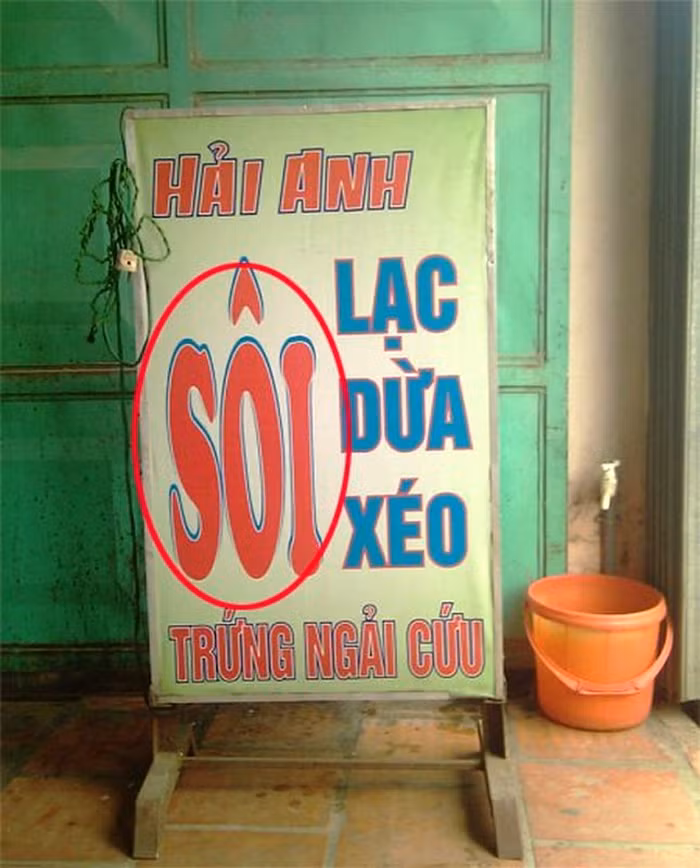 HẢI ANH
SÔI
LẠC
DỪA
XÉO
TRỨNG NGẢI CỨU